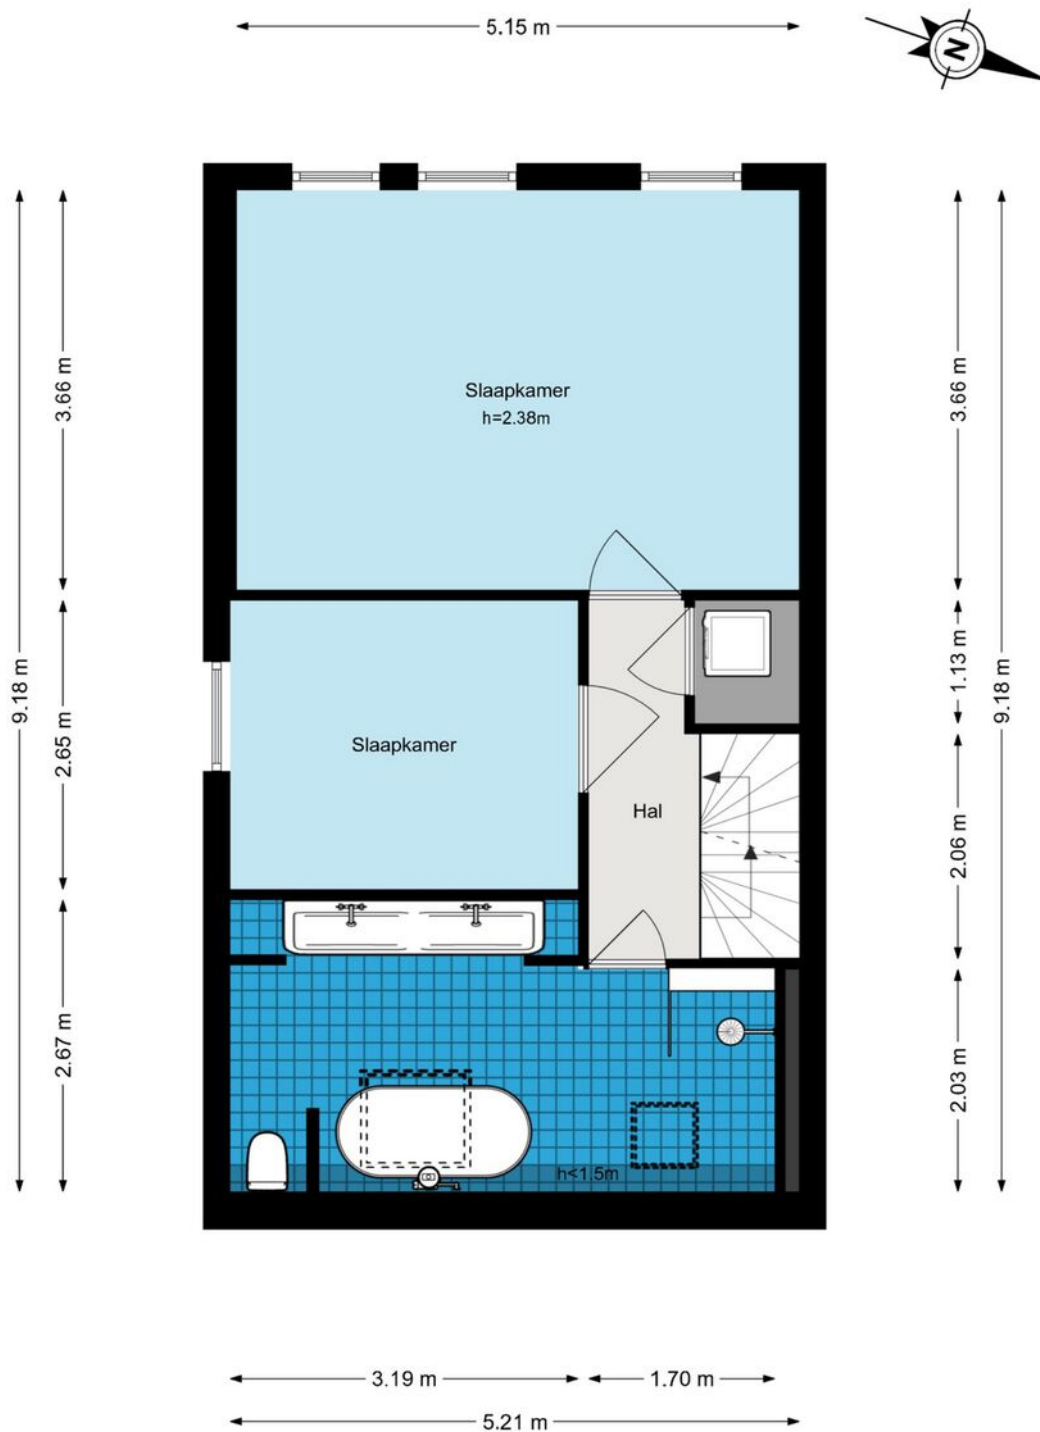 5.15 m
N
3.66 m
3.66 m
Slaapkamer
h=2.38m
9.18 m
2.65 m
1.13 m
9.18 m
Slaapkamer
Hal
2.06 m
2.67 m
2.03 m
h<1.5m
3.19 m
1.70 m
5.21 m